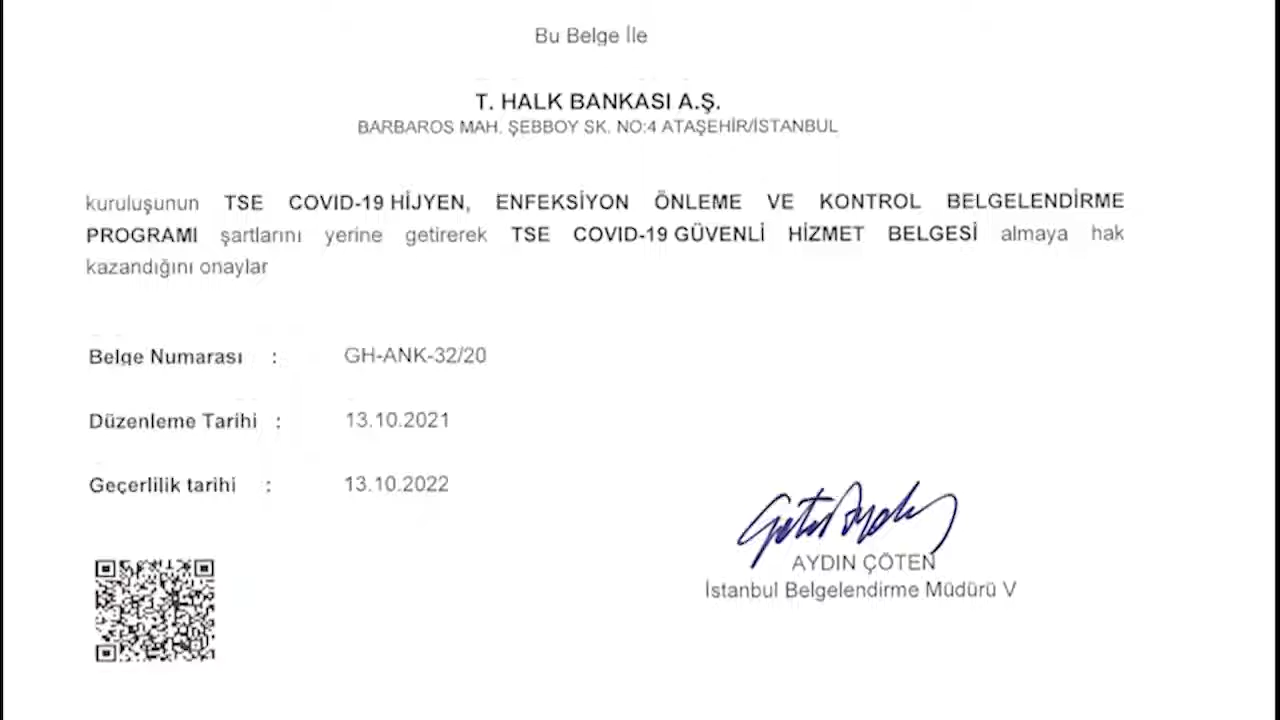 Bu Belge İle
T. HALK BANKASI A.Ş.
BARBAROS MAH. ŞEBBOY SK. NO:4 ATAŞEHİR/İSTANBUL
kuruluşunun TSE COVID-19 HİJYEN, ENFEKSİYON ÖNLEME VE KONTROL BELGELENDİRME
PROGRAMI şartlarını yerine getirerek TSE COVID-19 GÜVENLİ HİZMET BELGESİ almaya hak
kazandığını onaylar
Belge Numarası : GH-ANK-32/20
Düzenleme Tarihi : 13.10.2021
Geçerlilik tarihi : 13.10.2022
AYDIN ÇÖTEN
İstanbul Belgelendirme Müdürü V